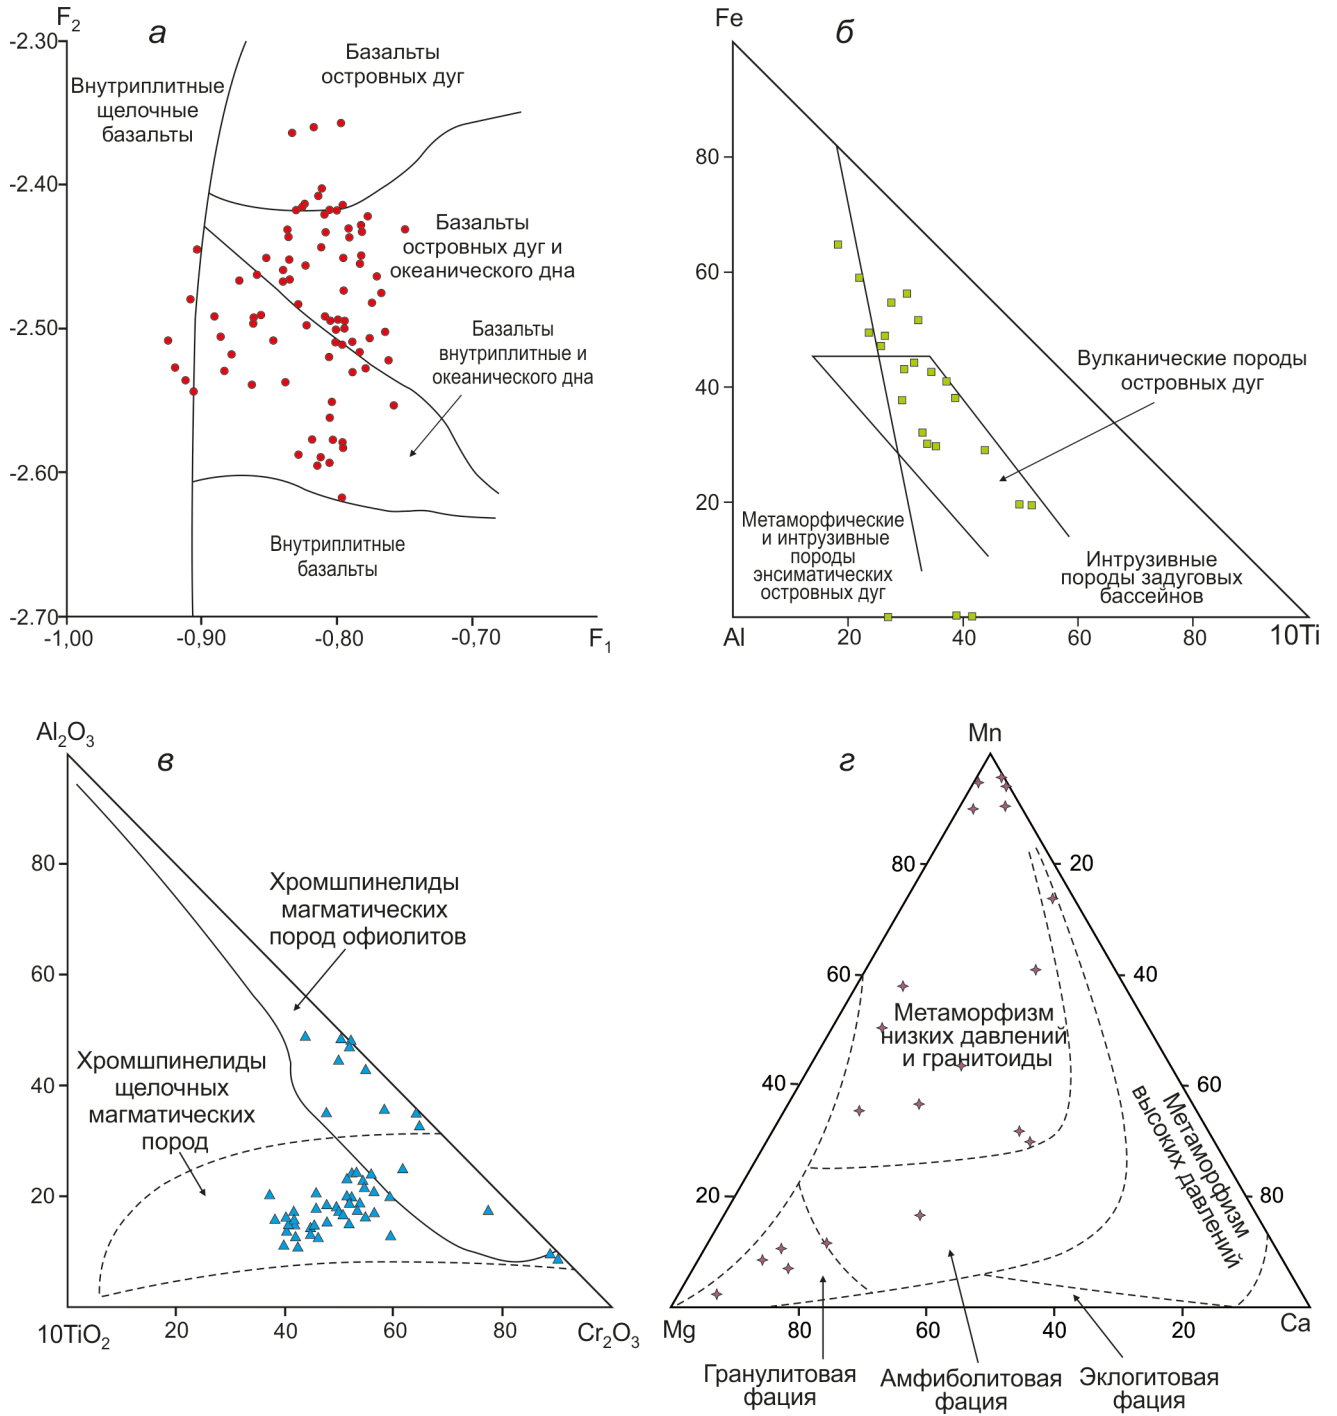 F2
а
-2.30
-2.40
-2.50
-2.60
-2.70
-1,00
-0,90
-0,80
-0,70
F1
Внутриплитные
щелочные
базальты
Базальты
островных дуг
Базальты
островных дуг и
океанического дна
Базальты
внутриплитные и
океанического дна
Внутриплитные
базальты
Fe
б
80
60
40
20
Al
20
40
60
80
10Ti
Вулканические породы
островных дуг
Метаморфические
и интрузивные
породы
энсиматических
островных дуг
Интрузивные
породы задуговых
бассейнов
Al2O3
в
80
60
40
20
10TiO2
20
40
60
80
Cr2O3
Хромшпинелиды
магматических
пород офиолитов
Хромшпинелиды
щелочных
магматических
пород
Mn
г
80
60
40
20
20
40
60
80
Mg
80
60
40
20
Ca
Метаморфизм
низких давлений
и гранитоиды
Метаморфизм
высоких давлений
Гранулитовая
фация
Амфиболитовая
фация
Эклогитовая
фация